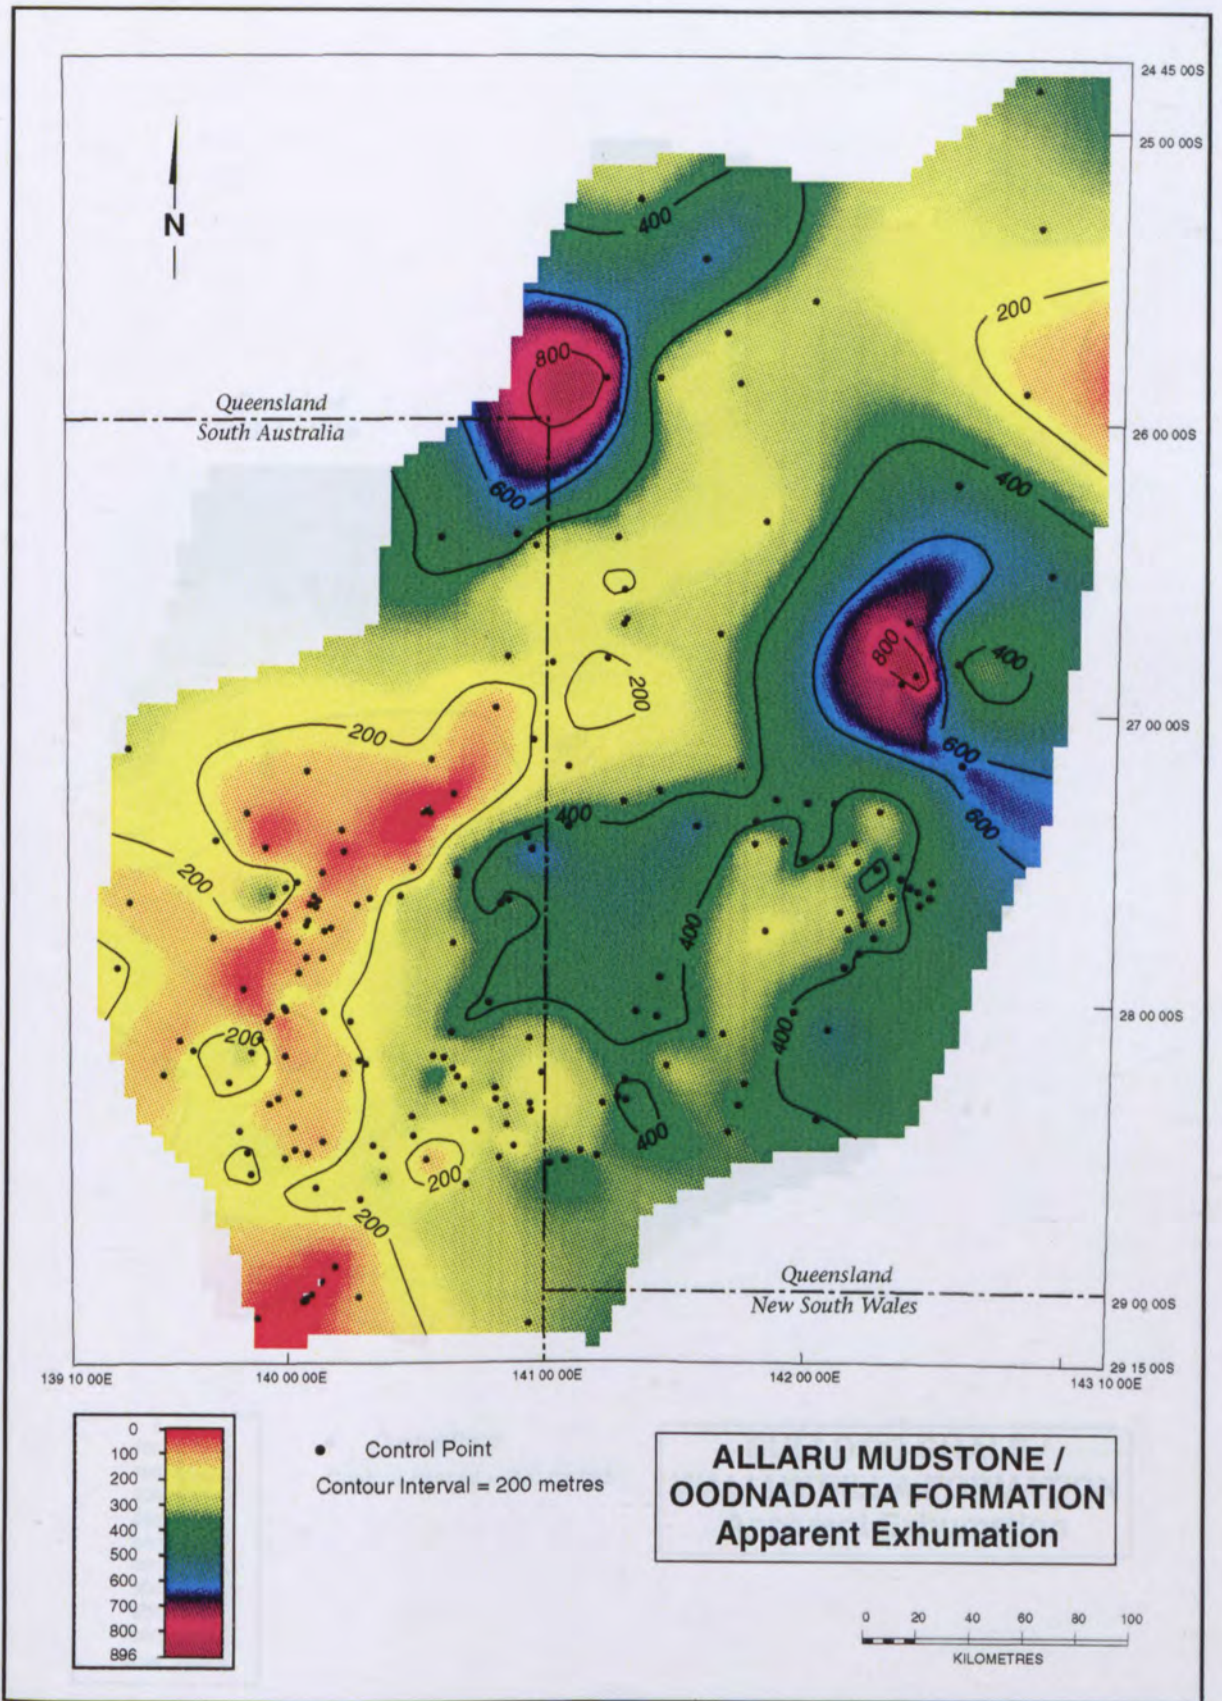 24 45 00S
25 00 00S
N
400
200
800
Queensland
South Australia
26 00 00S
400
600
800
400
200
27 00 00S
200
600
400
600
200
400
28 00 00S
200
400
400
200
200
Queensland
New South Wales
29 00 00S
29 15 00S
139 10 00E
140 00 00E
141 00 00E
142 00 00E
143 10 00E
0
100
200
300
400
500
600
700
800
896
Control Point
Contour Interval = 200 metres
ALLARU MUDSTONE /
OODNADATTA FORMATION
Apparent Exhumation
0 20 40 60 80 100
KILOMETRES